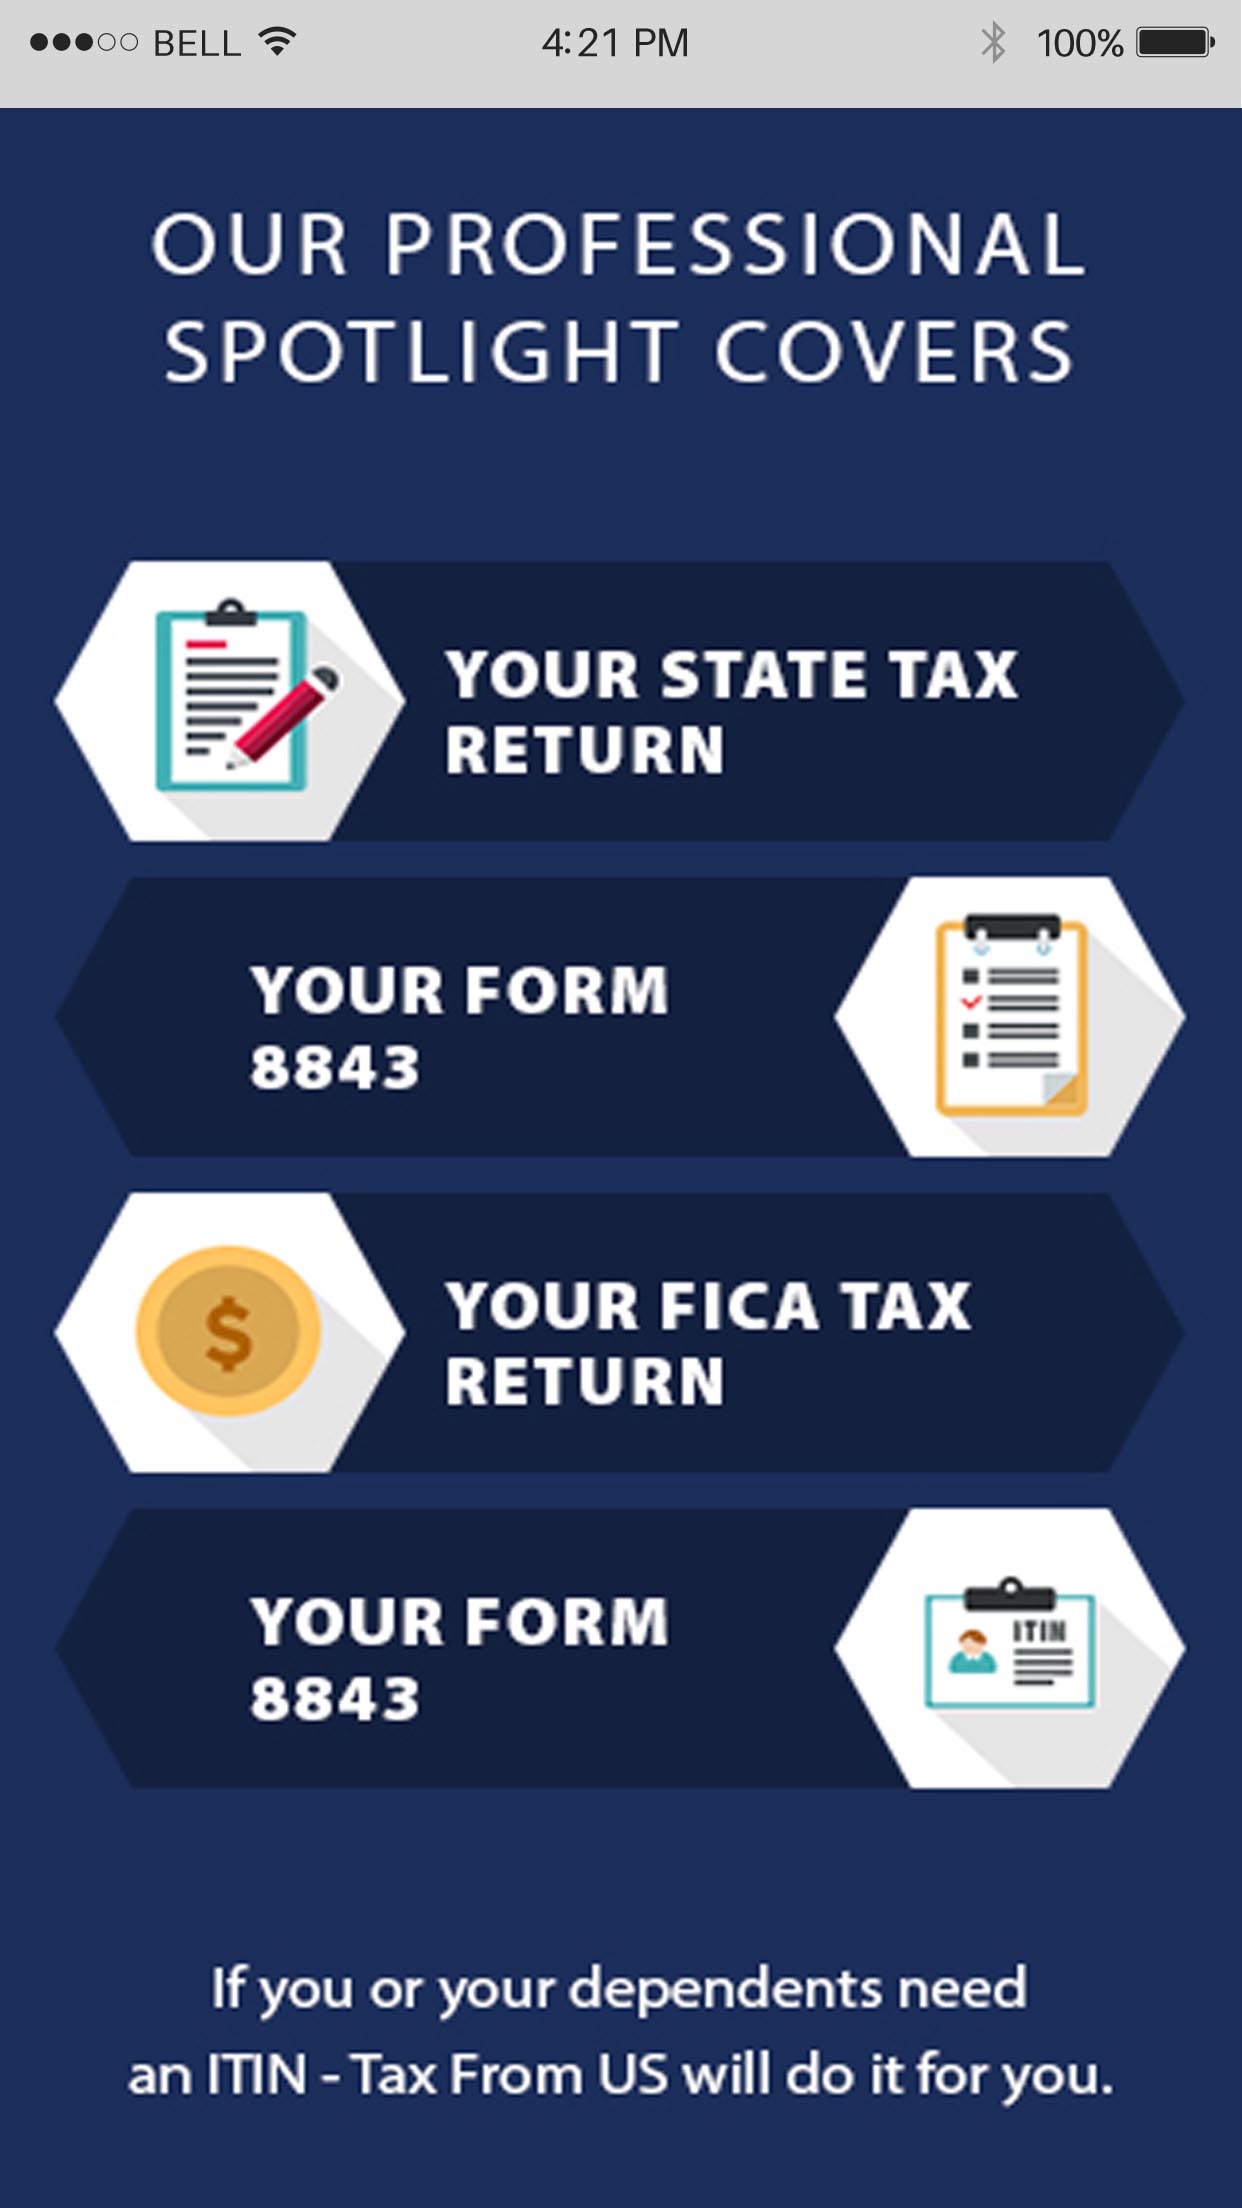 BELL 4:21 PM 100%
OUR PROFESSIONAL
SPOTLIGHT COVERS
YOUR STATE TAX
RETURN
YOUR FORM
8843
YOUR FICA TAX
RETURN
$
YOUR FORM
8843
ITIN
If you or your dependents need
an ITIN - Tax From US will do it for you.